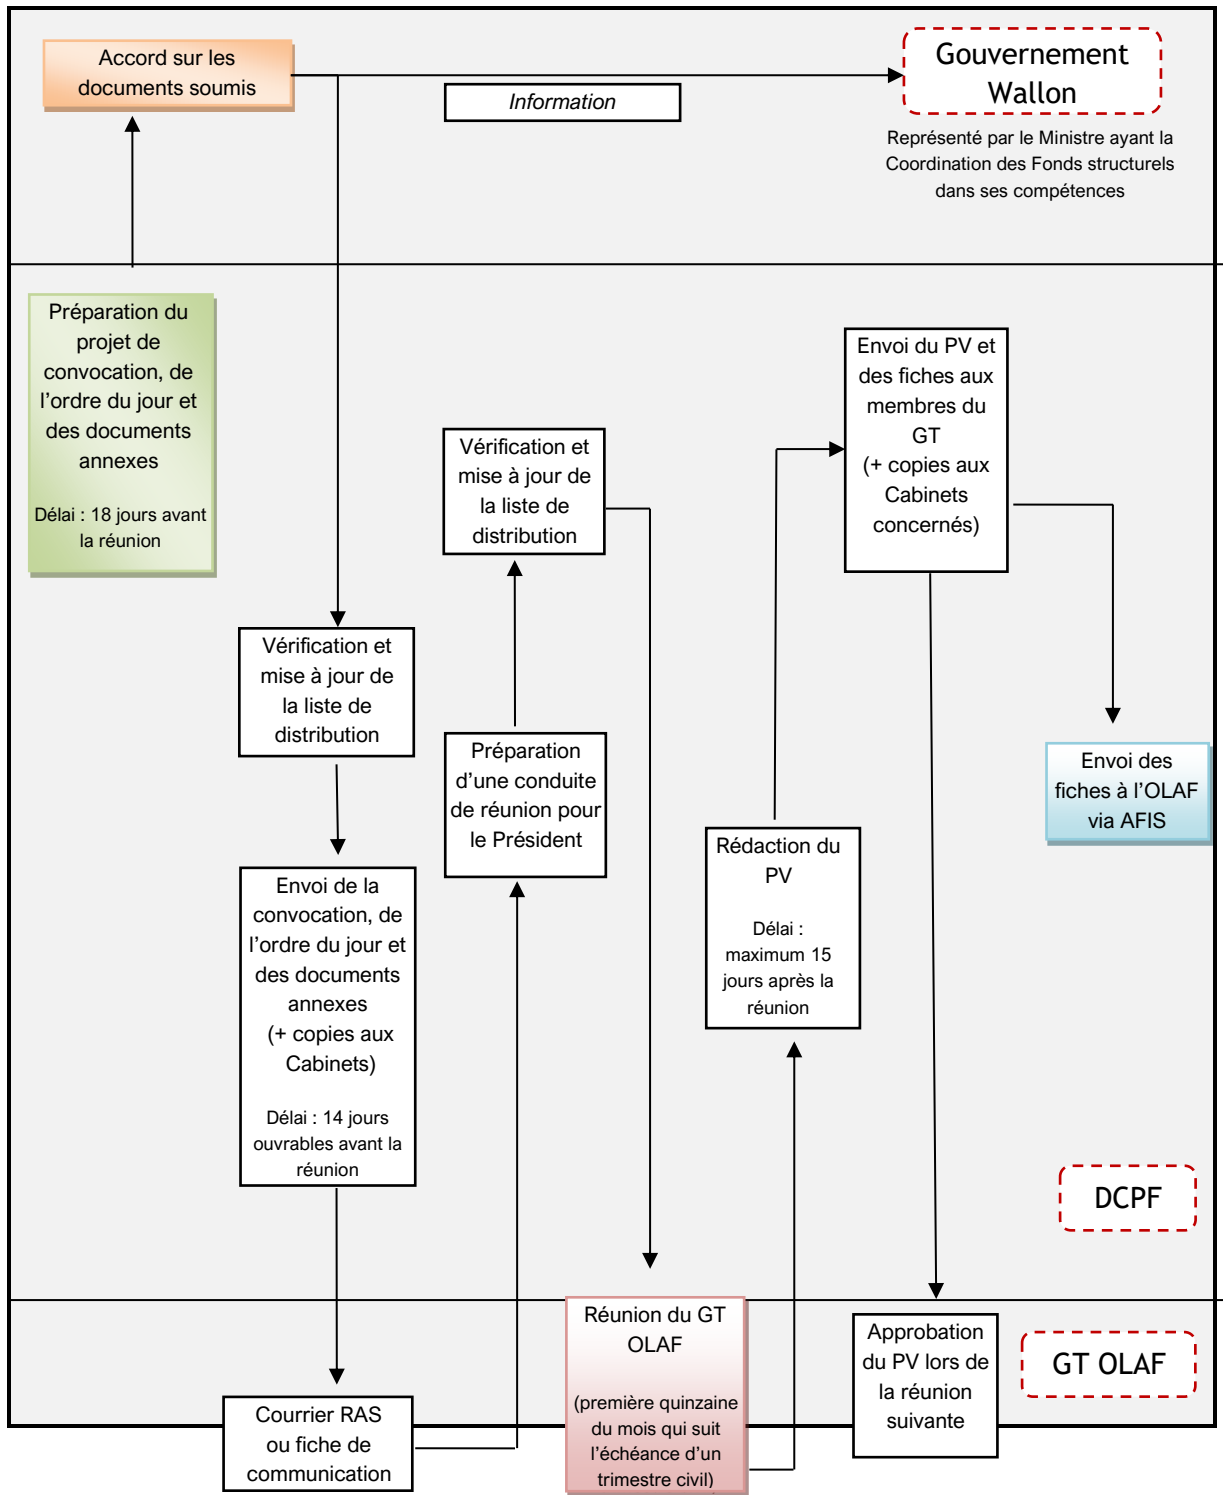 Accord sur les
documents soumis
Information
Gouvernement
Wallon
Représenté par le Ministre ayant la
Coordination des Fonds structurels
dans ses compétences
Préparation du
projet de
convocation, de
l’ordre du jour et
des documents
annexes
Délai : 18 jours avant
la réunion
Vérification et
mise à jour de
la liste de
distribution
Envoi de la
convocation, de
l’ordre du jour et
des documents
annexes
(+ copies aux
Cabinets)
Délai : 14 jours
ouvrables avant la
réunion
Courrier RAS
ou fiche de
communication
Préparation
d’une conduite
de réunion pour
le Président
Vérification et
mise à jour de
la liste de
distribution
Réunion du GT
OLAF
(première quinzaine
du mois qui suit
l’échéance d’un
trimestre civil)
Rédaction du
PV
Délai :
maximum 15
jours après la
réunion
Envoi du PV et
des fiches aux
membres du
GT
(+ copies aux
Cabinets
concernés)
Envoi des
fiches à l’OLAF
via AFIS
Approbation
du PV lors de
la réunion
suivante
DCPF
GT OLAF